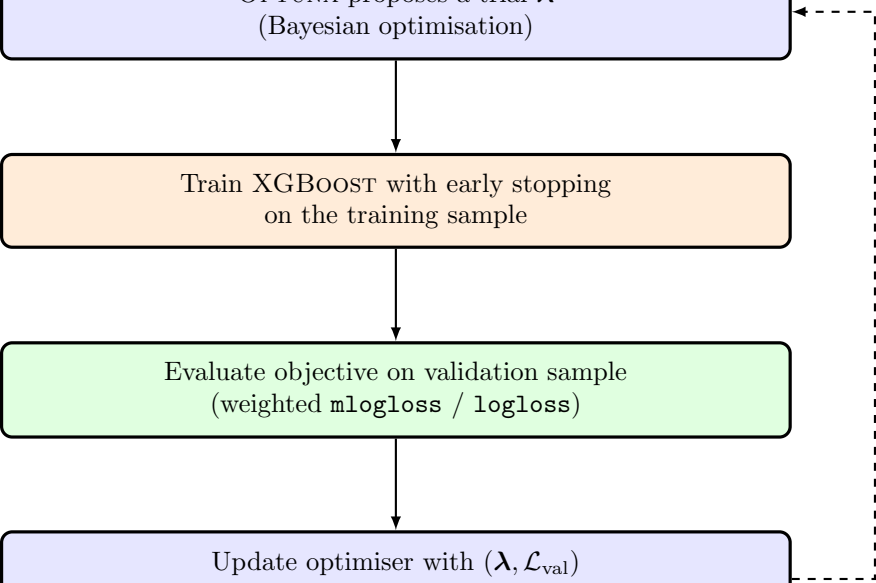 OPTUNA proposes a trial λ
(Bayesian optimisation)
Train XGBOOST with early stopping
on the training sample
Evaluate objective on validation sample
(weighted mlogloss / logloss)
Update optimiser with (λ, ℒval)